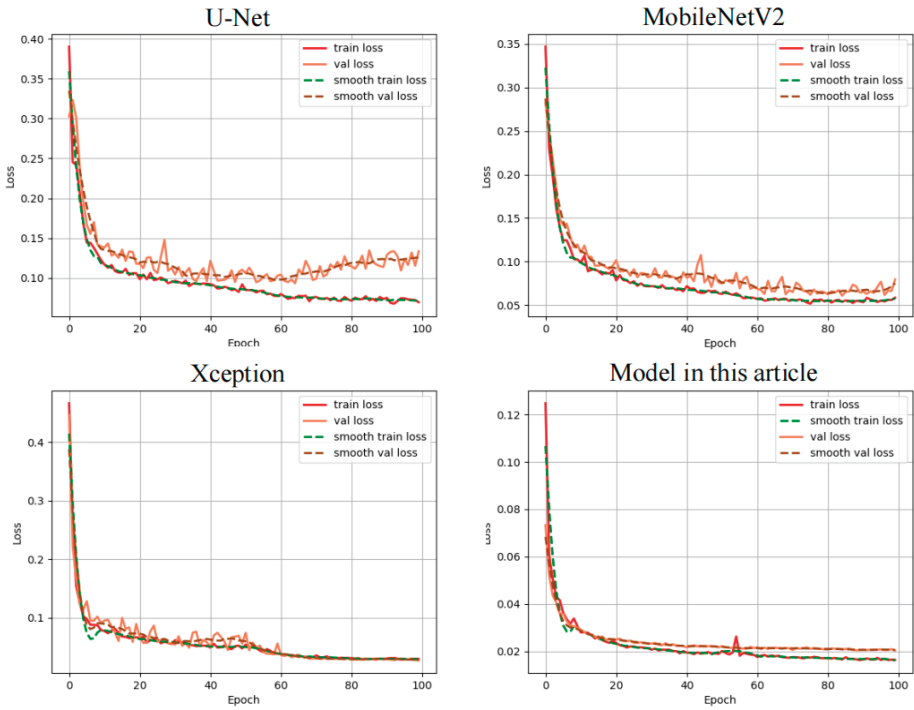 U-Net
0.40
0.35
0.30
0.25
0.20
0.15
0.10
Loss
0 20 40 60 80 100
Epoch
train loss
val loss
smooth train loss
smooth val loss
MobileNetV2
0.35
0.30
0.25
0.20
0.15
0.10
0.05
Loss
0 20 40 60 80 100
Epoch
train loss
val loss
smooth train loss
smooth val loss
Xception
0.4
0.3
0.2
0.1
Loss
0 20 40 60 80 100
Epoch
train loss
val loss
smooth train loss
smooth val loss
Model in this article
0.12
0.10
0.08
0.06
0.04
0.02
Loss
0 20 40 60 80 100
Epoch
train loss
smooth train loss
val loss
smooth val loss